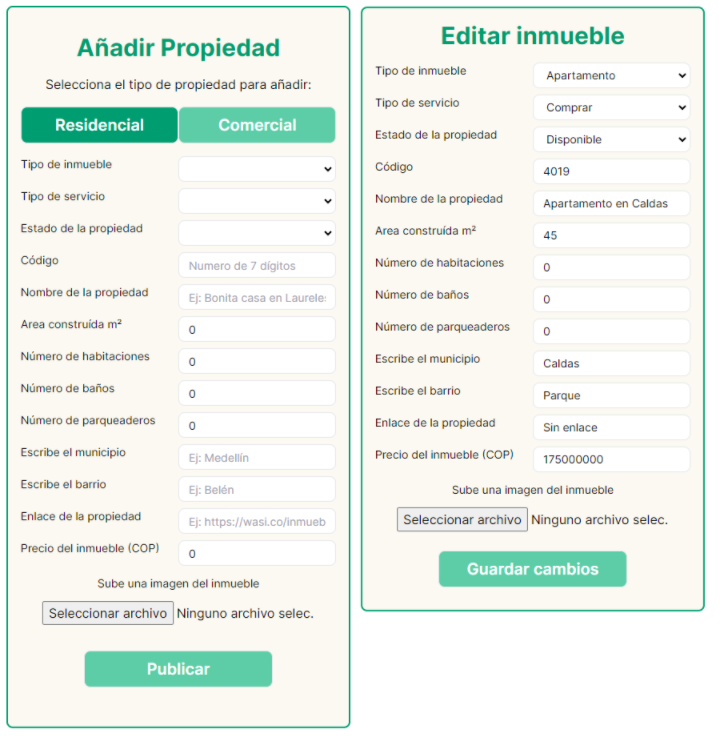 Añadir Propiedad
Selecciona el tipo de propiedad para añadir:
Residencial Comercial
Tipo de inmueble
Tipo de servicio
Estado de la propiedad
Código Numero de 7 dígitos
Nombre de la propiedad Ej: Bonita casa en Laureles
Area construída m² 0
Número de habitaciones 0
Número de baños 0
Número de parqueaderos 0
Escribe el municipio Ej: Medellín
Escribe el barrio Ej: Belén
Enlace de la propiedad Ej: https://wasi.co/inmueb
Precio del inmueble (COP) 0
Sube una imagen del inmueble
Seleccionar archivo Ninguno archivo selec.
Publicar
Editar inmueble
Tipo de inmueble Apartamento
Tipo de servicio Comprar
Estado de la propiedad Disponible
Código 4019
Nombre de la propiedad Apartamento en Caldas
Area construída m² 45
Número de habitaciones 0
Número de baños 0
Número de parqueaderos 0
Escribe el municipio Caldas
Escribe el barrio Parque
Enlace de la propiedad Sin enlace
Precio del inmueble (COP) 175000000
Sube una imagen del inmueble
Seleccionar archivo Ninguno archivo selec.
Guardar cambios